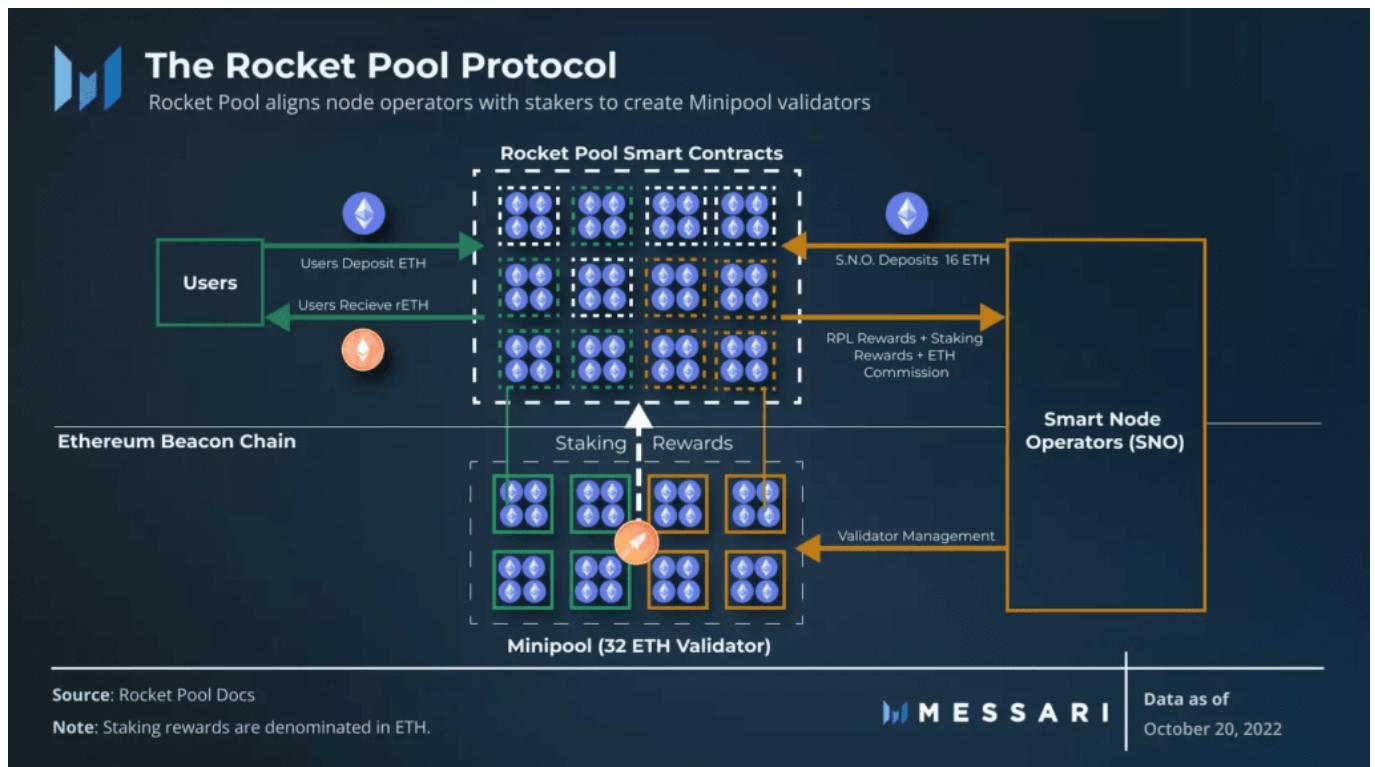 The Rocket Pool Protocol
Rocket Pool aligns node operators with stakers to create Minipool validators
Rocket Pool Smart Contracts
Users Deposit ETH
S.N.O. Deposits 16 ETH
Users
Users Recieve rETH
RPL Rewards + Staking
Rewards + ETH
Commission
Smart Node
Operators (SNO)
Ethereum Beacon Chain
Staking Rewards
Validator Management
Minipool (32 ETH Validator)
Source: Rocket Pool Docs
Note: Staking rewards are denominated in ETH.
MESSARI
Data as of
October 20, 2022